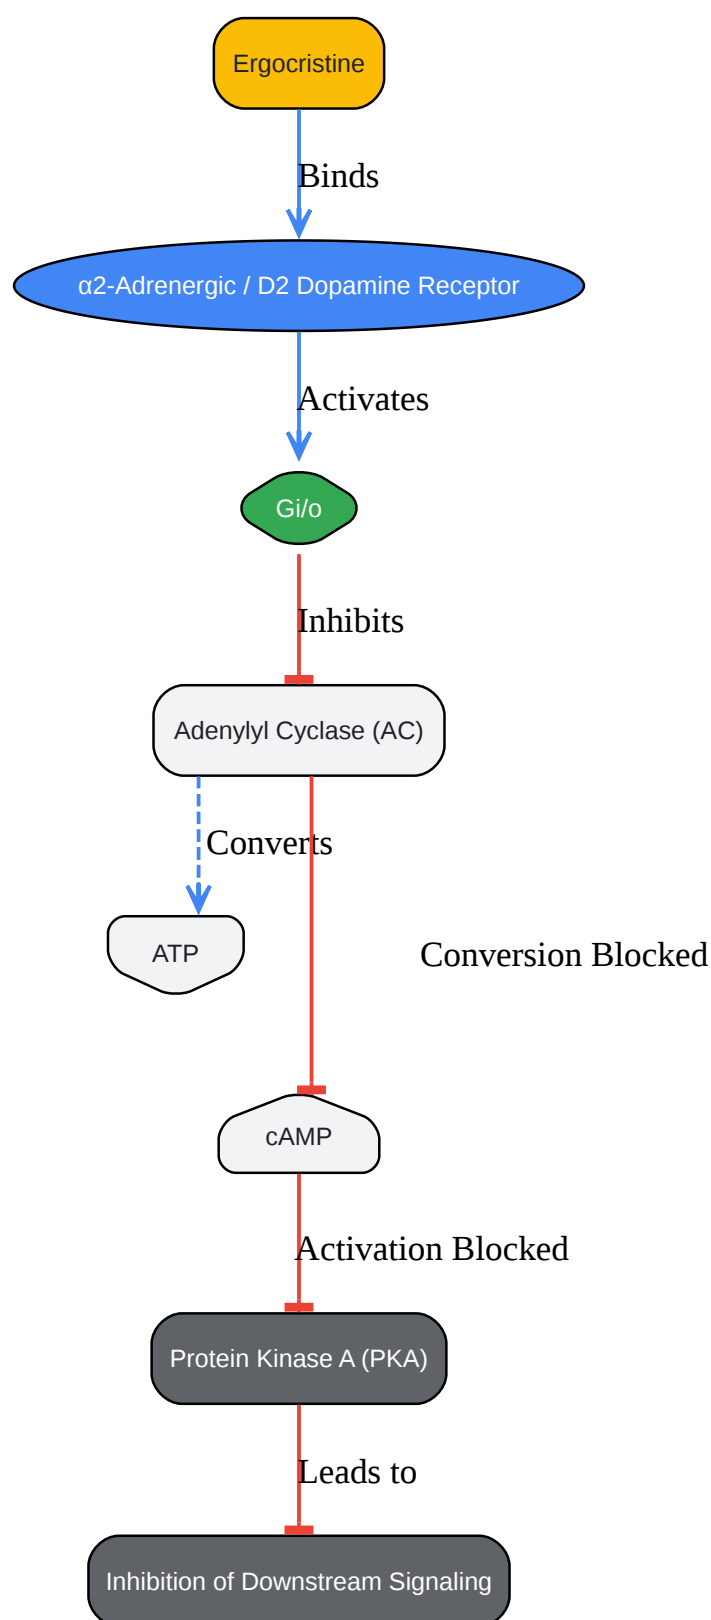 Ergocristine
Binds
α2-Adrenergic / D2 Dopamine Receptor
Activates
Gi/o
Inhibits
Adenylyl Cyclase (AC)
Converts
ATP
Conversion Blocked
cAMP
Activation Blocked
Protein Kinase A (PKA)
Leads to
Inhibition of Downstream Signaling